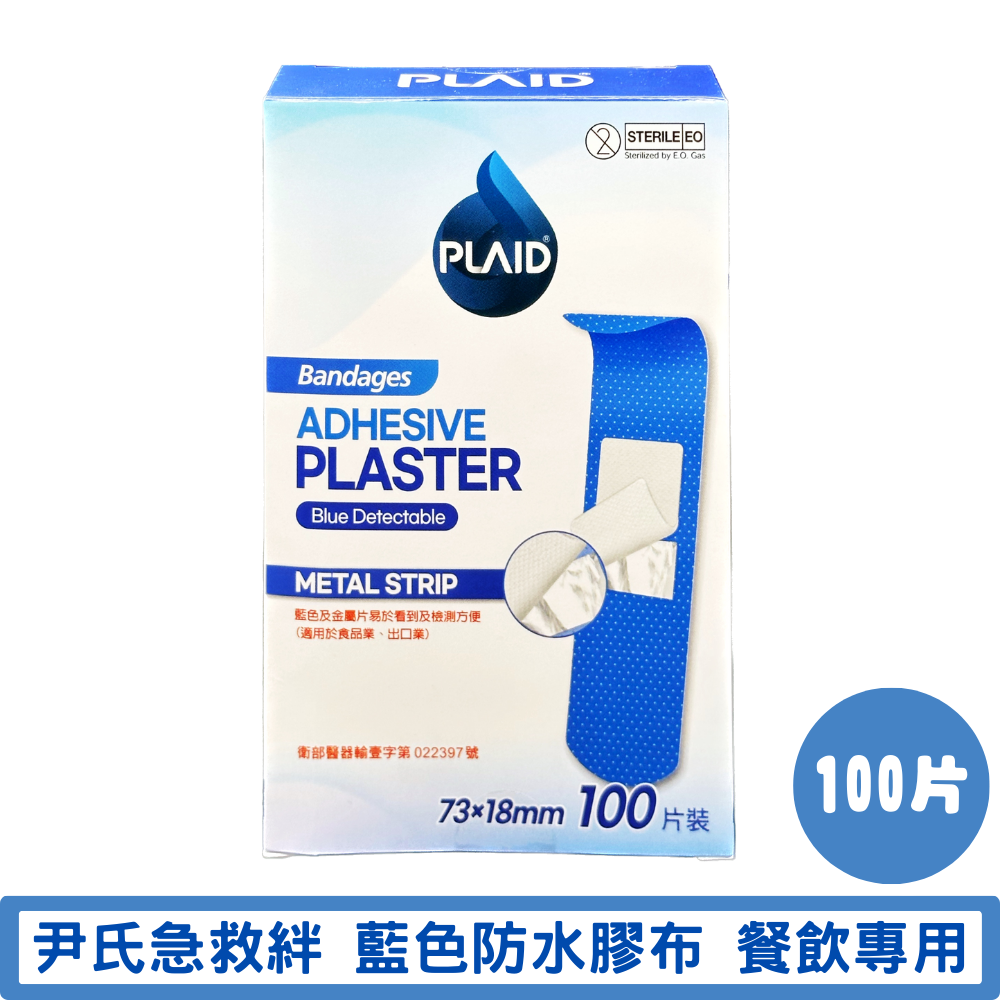 PLAID
STERILE EO
Sterilized by E.O. Gas
PLAID®
Bandages
ADHESIVE
PLASTER
Blue Detectable
METAL STRIP
藍色及金屬片易於看到及檢測方便
(適用於食品業、出口業)
衛部醫器輸壹字第 022397 號
73×18mm 100 片裝
100片
尹氏急救絆 藍色防水膠布 餐飲專用